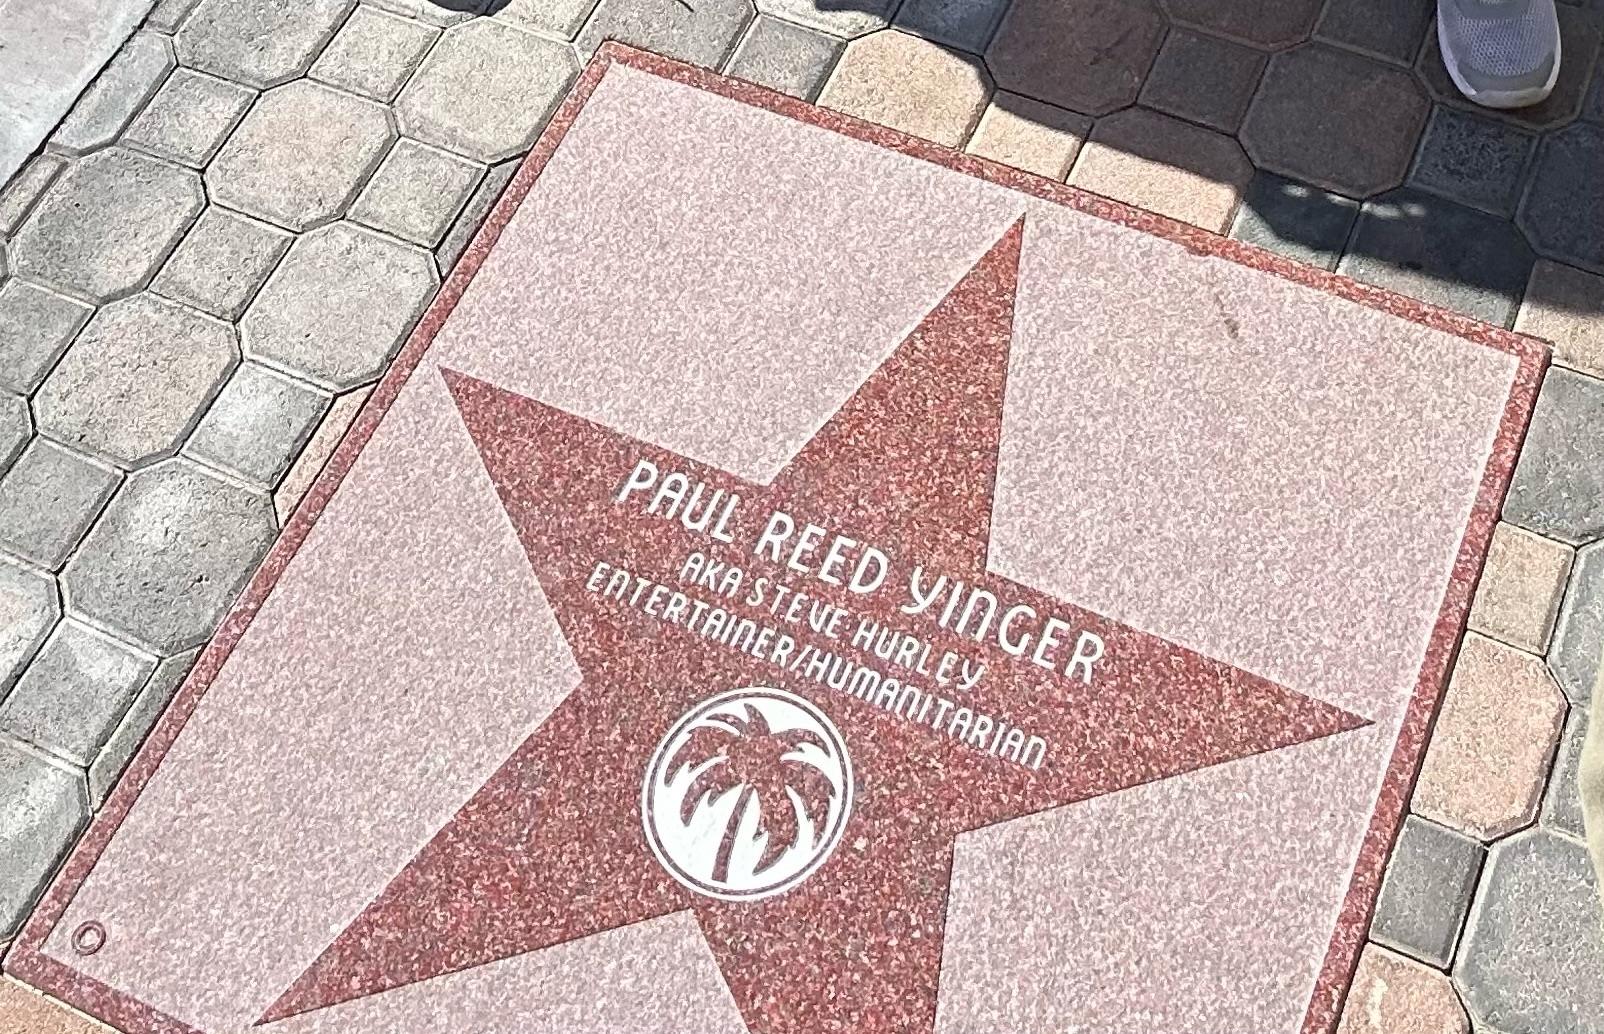 PAUL REED YINGER
AKA STEVE HURLEY
ENTERTAINER/HUMANITARIAN